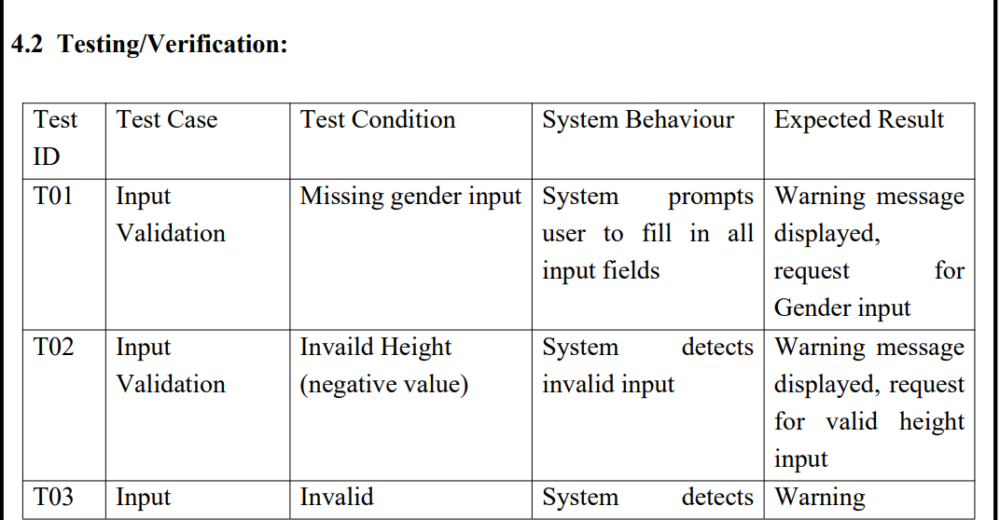 4.2 Testing/Verification:
Test ID
Test Case
Test Condition
System Behaviour
Expected Result
T01
Input
Validation
Missing gender input
System prompts
user to fill in all
input fields
Warning message
displayed,
request for
Gender input
T02
Input
Validation
Invaild Height
(negative value)
System detects
invalid input
Warning message
displayed, request
for valid height
input
T03
Input
Invalid
System detects
Warning